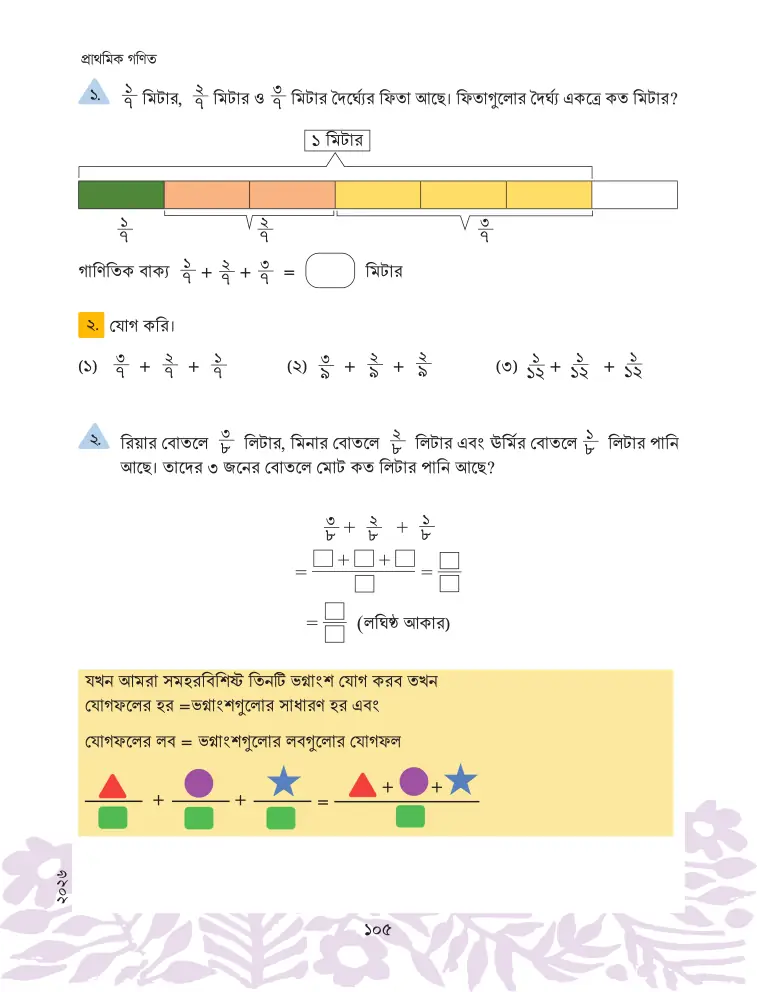 প্রাথমিক গণিত
১. ১/৭ মিটার, ২/৭ মিটার ও ৩/৭ মিটার দৈর্ঘ্যের ফিতা আছে। ফিতাগুলোর দৈর্ঘ্য একত্রে কত মিটার?
১ মিটার
১/৭ ২/৭ ৩/৭
গাণিতিক বাক্য ১/৭ + ২/৭ + ৩/৭ = মিটার
২. যোগ করি।
(১) ৩/৭ + ২/৭ + ১/৭ (২) ৩/৯ + ২/৯ + ২/৯ (৩) ১/১২ + ১/১২ + ১/১২
২. রিয়ার বোতলে ৩/৮ লিটার, মিনার বোতলে ২/৮ লিটার এবং ঊর্মির বোতলে ১/৮ লিটার পানি
আছে। তাদের ৩ জনের বোতলে মোট কত লিটার পানি আছে?
৩/৮ + ২/৮ + ১/৮
= □ + □ + □/□ = □/□
= □/□ (লঘিষ্ঠ আকার)
যখন আমরা সমহরবিশিষ্ট তিনটি ভগ্নাংশ যোগ করব তখন
যোগফলের হর =ভগ্নাংশগুলোর সাধারণ হর এবং
যোগফলের লব = ভগ্নাংশগুলোর লবগুলোর যোগফল
+ + = + +
২০২৬
১০৫